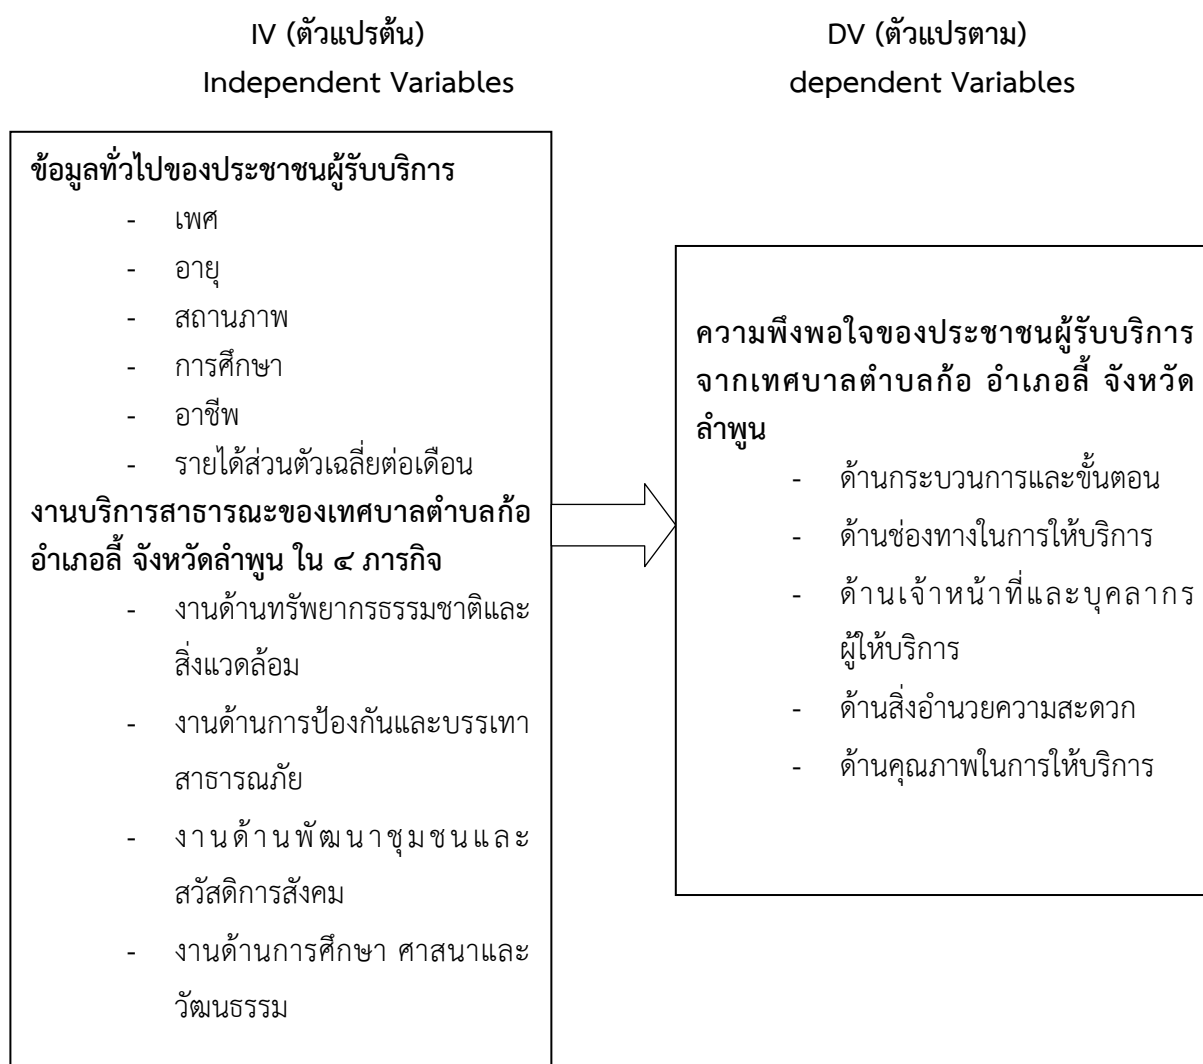 IV (ตัวแปรต้น)
Independent Variables
DV (ตัวแปรตาม)
dependent Variables
ข้อมูลทั่วไปของประชาชนผู้รับบริการ
- เพศ
- อายุ
- สถานภาพ
- การศึกษา
- อาชีพ
- รายได้ส่วนตัวเฉลี่ยต่อเดือน
งานบริการสาธารณะของเทศบาลตำบลก้อ
อำเภอลี้ จังหวัดลำพูน ใน ๔ ภารกิจ
- งานด้านทรัพยากรธรรมชาติและ
สิ่งแวดล้อม
- งานด้านการป้องกันและบรรเทา
สาธารณภัย
- งานด้านพัฒนาชุมชนและ
สวัสดิการสังคม
- งานด้านการศึกษา ศาสนาและ
วัฒนธรรม
ความพึงพอใจของประชาชนผู้รับบริการ
จากเทศบาลตำบลก้อ อำเภอลี้ จังหวัด
ลำพูน
- ด้านกระบวนการและขั้นตอน
- ด้านช่องทางในการให้บริการ
- ด้านเจ้าหน้าที่และบุคลากร
ผู้ให้บริการ
- ด้านสิ่งอำนวยความสะดวก
- ด้านคุณภาพในการให้บริการ